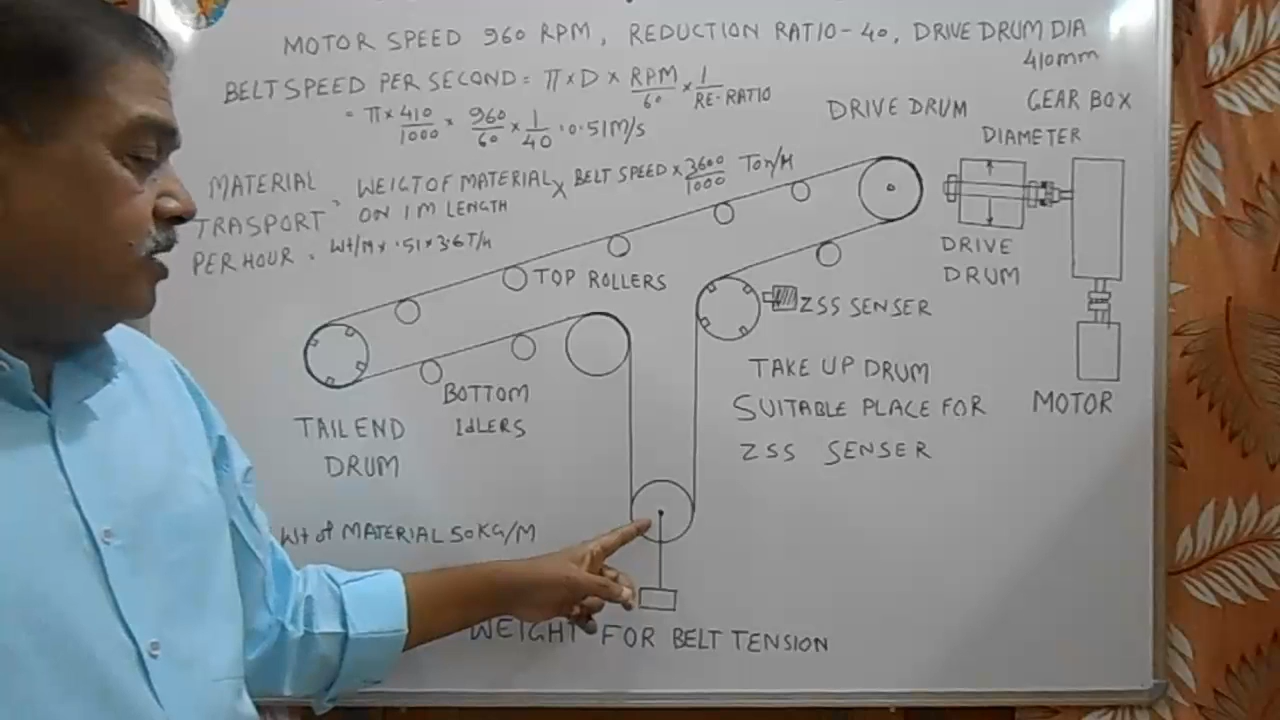 MOTOR SPEED 960 RPM, REDUCTION RATIO-40, DRIVE DRUM DIA
410mm
BELT SPEED PER SECOND = π×D × RPM/60 × 1/RE-RATIO
= π× 410/1000 × 960/60 × 1/40 · 0.51M/S
DRIVE DRUM
GEAR BOX
DIAMETER
MATERIAL TRASPORT PER HOUR = WEIGT OF MATERIAL ON 1M LENGTH × BELT SPEED × 3600/1000 Ton/H
= Wt/M × .51×3.6T/H
TOP ROLLERS
DRIVE
DRUM
ZSS SENSER
BOTTOM
IdLERS
TAIL END
DRUM
TAKE UP DRUM
SUITABLE PLACE FOR
ZSS SENSER
MOTOR
Wt of MATERIAL 50KG/M
WEIGHT FOR BELT TENSION